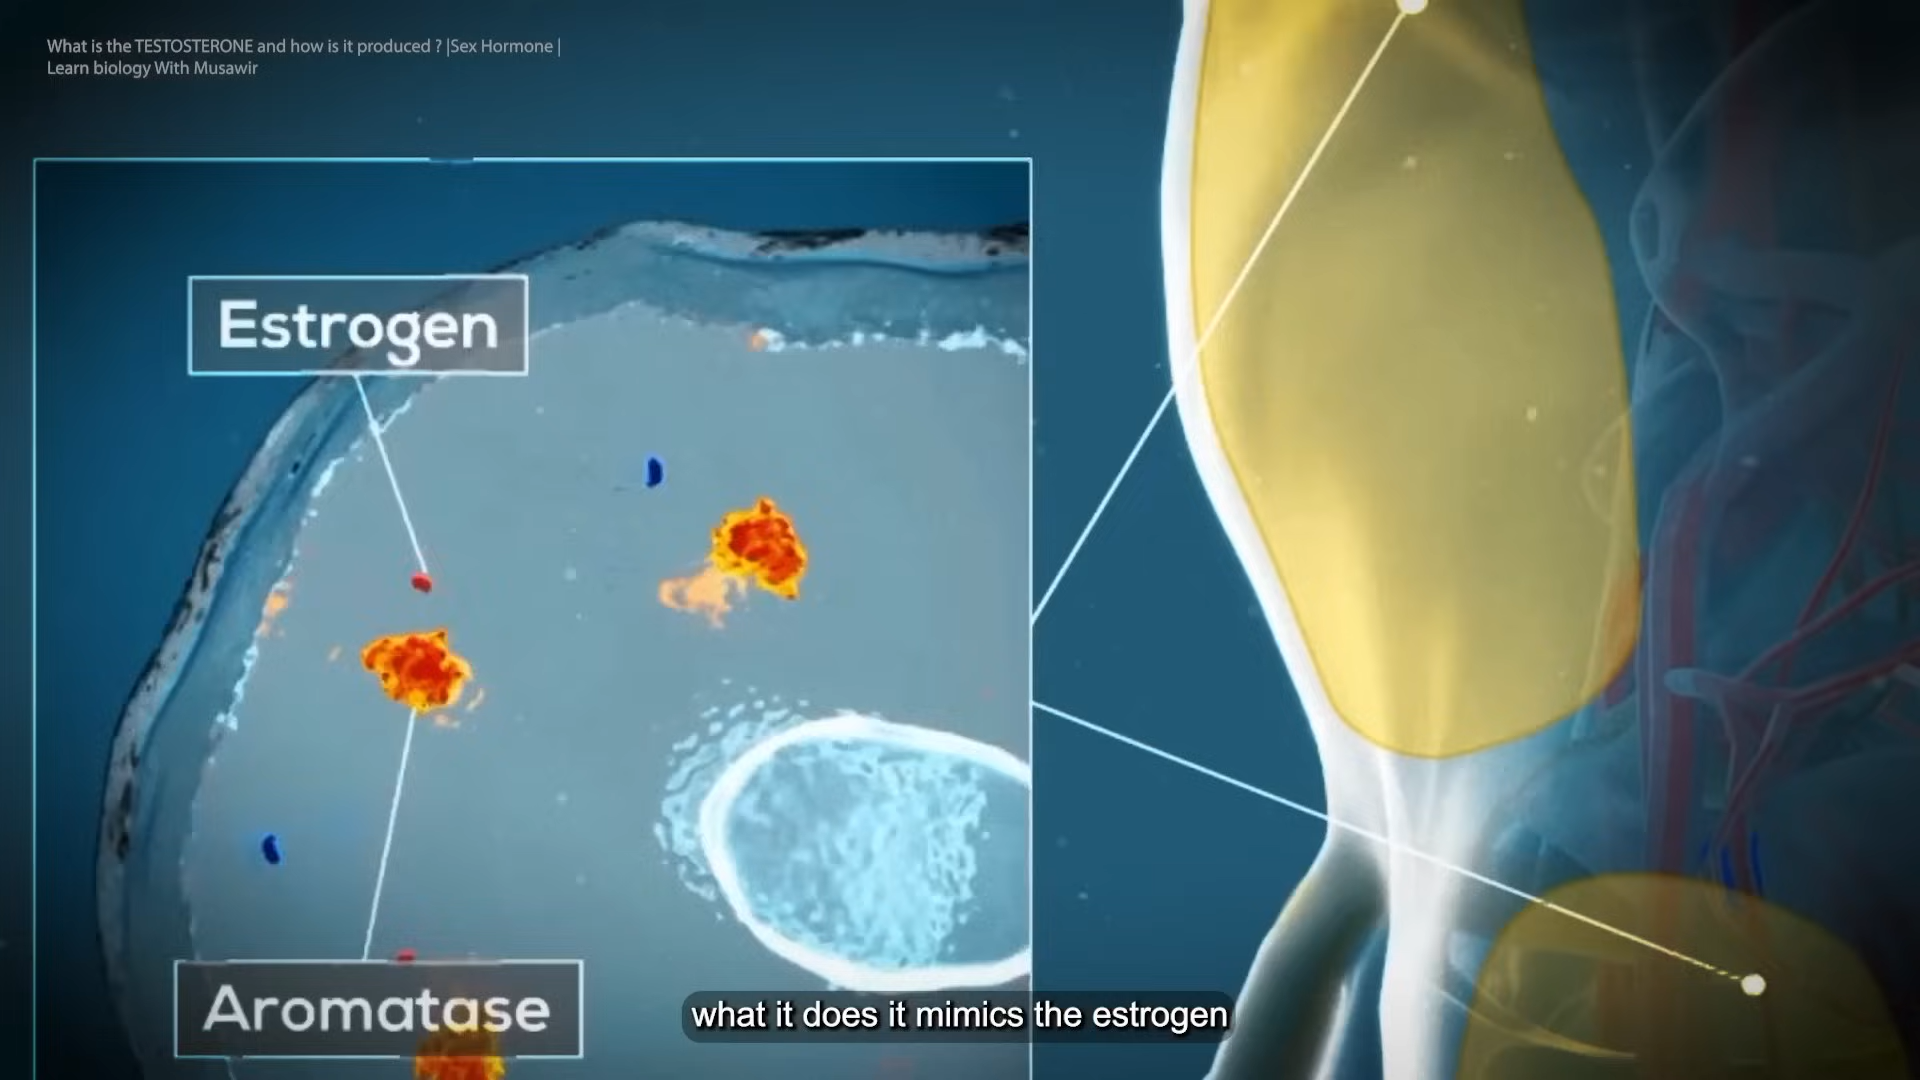 What is the TESTOSTERONE and how is it produced ? |Sex Hormone |
Learn biology With Musawir
Estrogen
Aromatase
what it does it mimics the estrogen